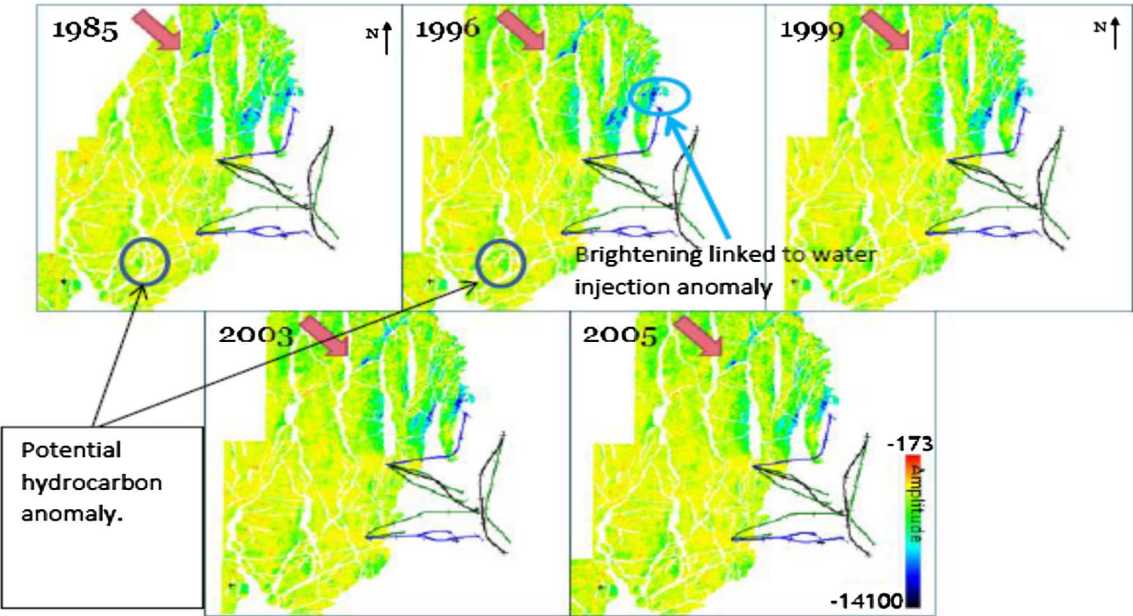 1985
N
1996
1999
N
Brightening linked to water
injection anomaly
2003
2005
Potential
hydrocarbon
anomaly.
-173
Amplitude
-14100